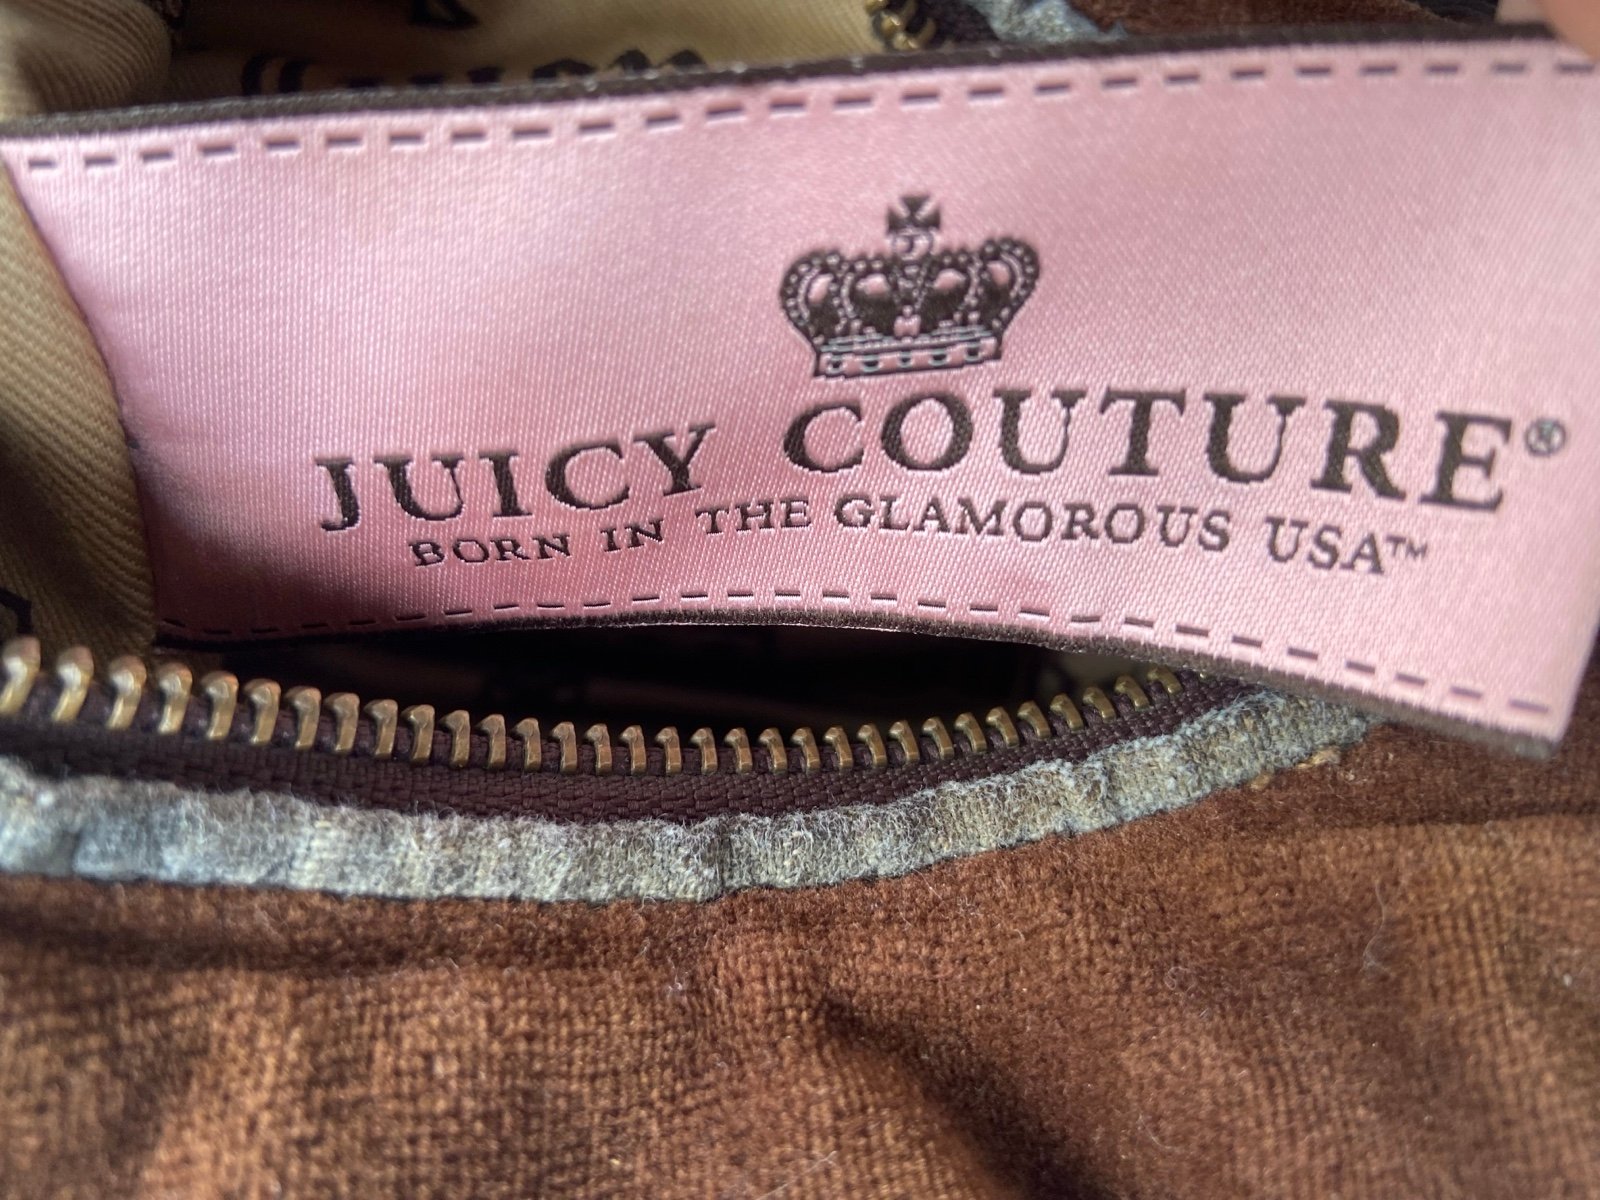 JUICY COUTURE®
BORN IN THE GLAMOROUS USA™